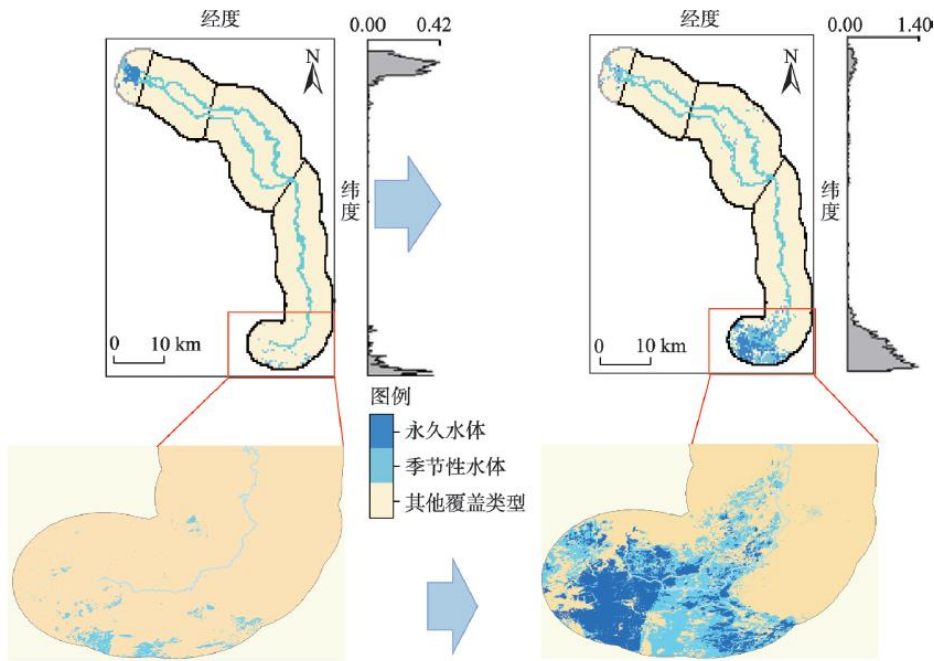 经度
0.00 0.42
N
纬度
0 10 km
经度
0.00 1.40
N
纬度
0 10 km
图例
永久水体
季节性水体
其他覆盖类型